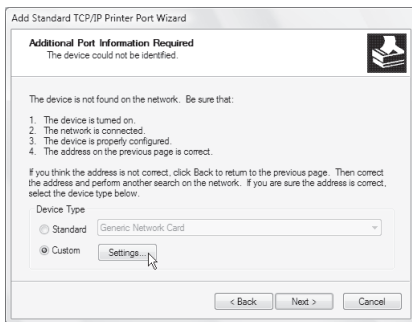 Add Standard TCP/IP Printer Port Wizard
Additional Port Information Required
The device could not be identified.
The device is not found on the network. Be sure that:
1. The device is turned on.
2. The network is connected.
3. The device is properly configured.
4. The address on the previous page is correct.
If you think the address is not correct, click Back to return to the previous page. Then correct
the address and perform another search on the network. If you are sure the address is correct,
select the device type below.
Device Type
Standard Generic Network Card
Custom Settings...
< Back Next > Cancel